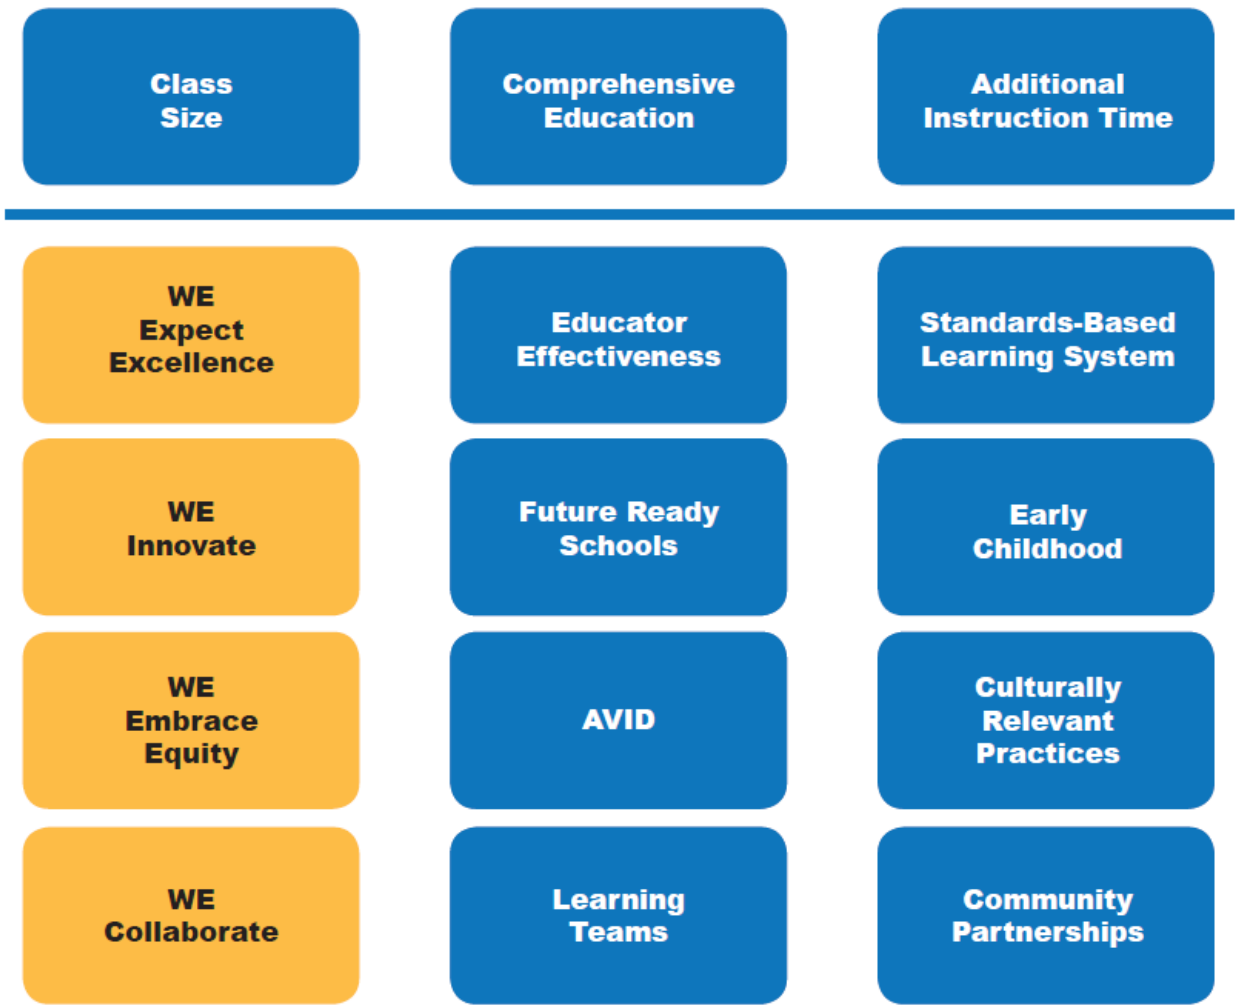 Class
Size
Comprehensive
Education
Additional
Instruction Time
WE
Expect
Excellence
Educator
Effectiveness
Standards-Based
Learning System
WE
Innovate
Future Ready
Schools
Early
Childhood
WE
Embrace
Equity
AVID
Culturally
Relevant
Practices
WE
Collaborate
Learning
Teams
Community
Partnerships